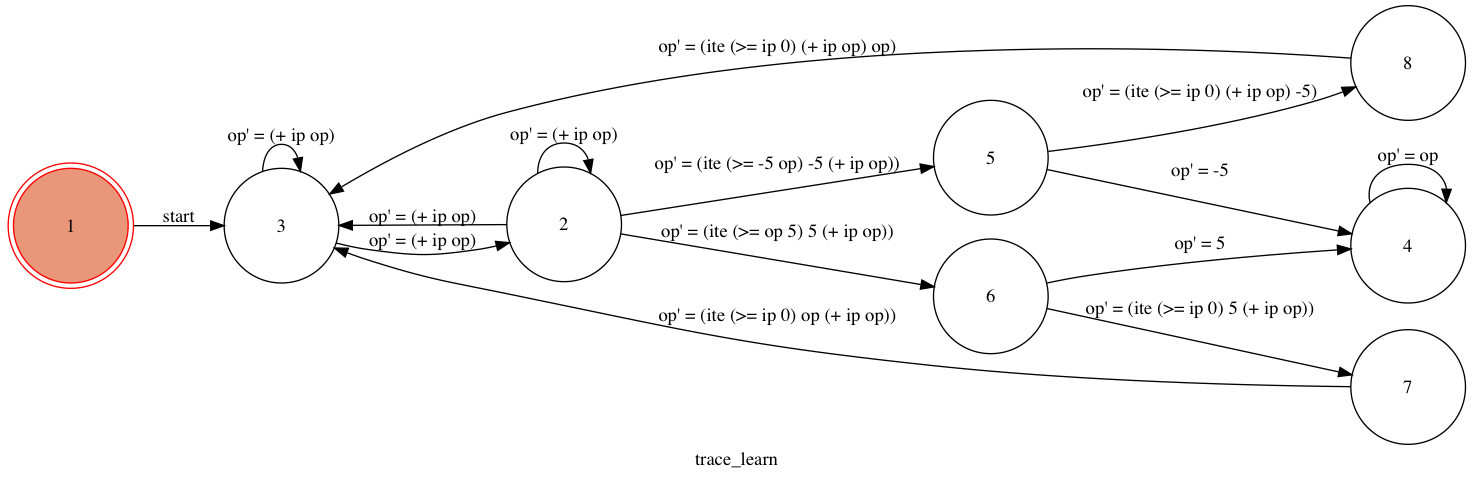 op' = (ite (>= ip 0) (+ ip op) op)
8
op' = (ite (>= ip 0) (+ ip op) -5)
op' = (+ ip op)
op' = (+ ip op)
5
op' = (ite (>= -5 op) -5 (+ ip op))
op' = -5
op' = op
1
start
3
op' = (+ ip op)
op' = (+ ip op)
2
op' = (ite (>= op 5) 5 (+ ip op))
op' = 5
4
6
op' = (ite (>= ip 0) op (+ ip op))
op' = (ite (>= ip 0) 5 (+ ip op))
7
trace_learn